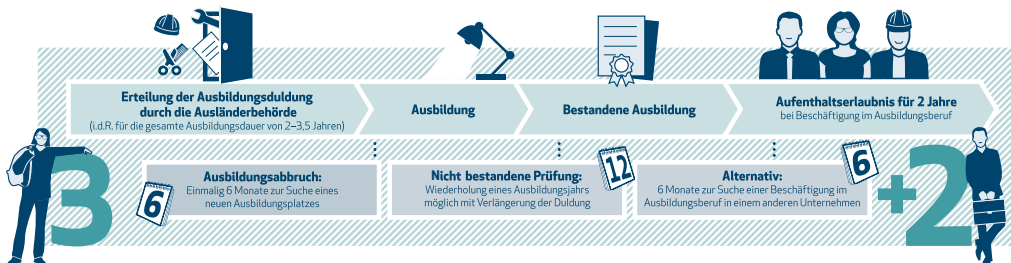 Erteilung der Ausbildungsduldung
durch die Ausländerbehörde
(i.d.R. für die gesamte Ausbildungsdauer von 2–3,5 Jahren)
Ausbildung
Bestandene Ausbildung
Aufenthaltserlaubnis für 2 Jahre
bei Beschäftigung im Ausbildungsberuf
3
6
Ausbildungsabbruch:
Einmalig 6 Monate zur Suche eines
neuen Ausbildungsplatzes
Nicht bestandene Prüfung:
Wiederholung eines Ausbildungsjahrs
möglich mit Verlängerung der Duldung
12
Alternativ:
6 Monate zur Suche einer Beschäftigung im
Ausbildungsberuf in einem anderen Unternehmen
6
+2